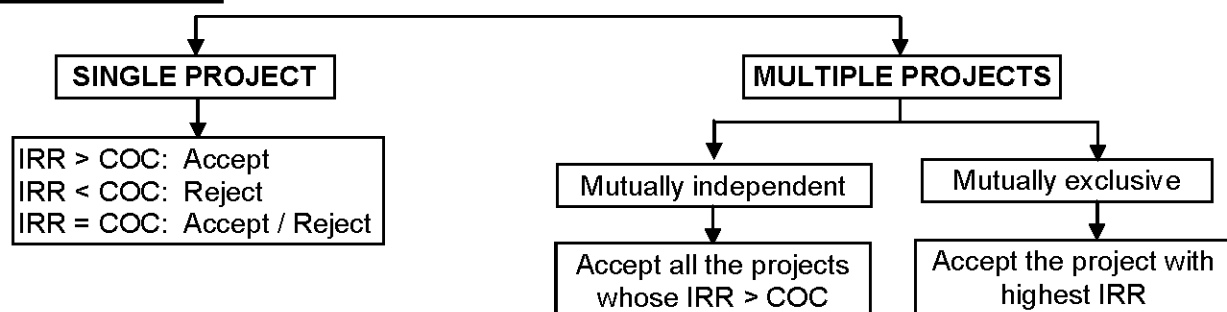 SINGLE PROJECT
MULTIPLE PROJECTS
IRR > COC: Accept
IRR < COC: Reject
IRR = COC: Accept / Reject
Mutually independent
Mutually exclusive
Accept all the projects
whose IRR > COC
Accept the project with
highest IRR